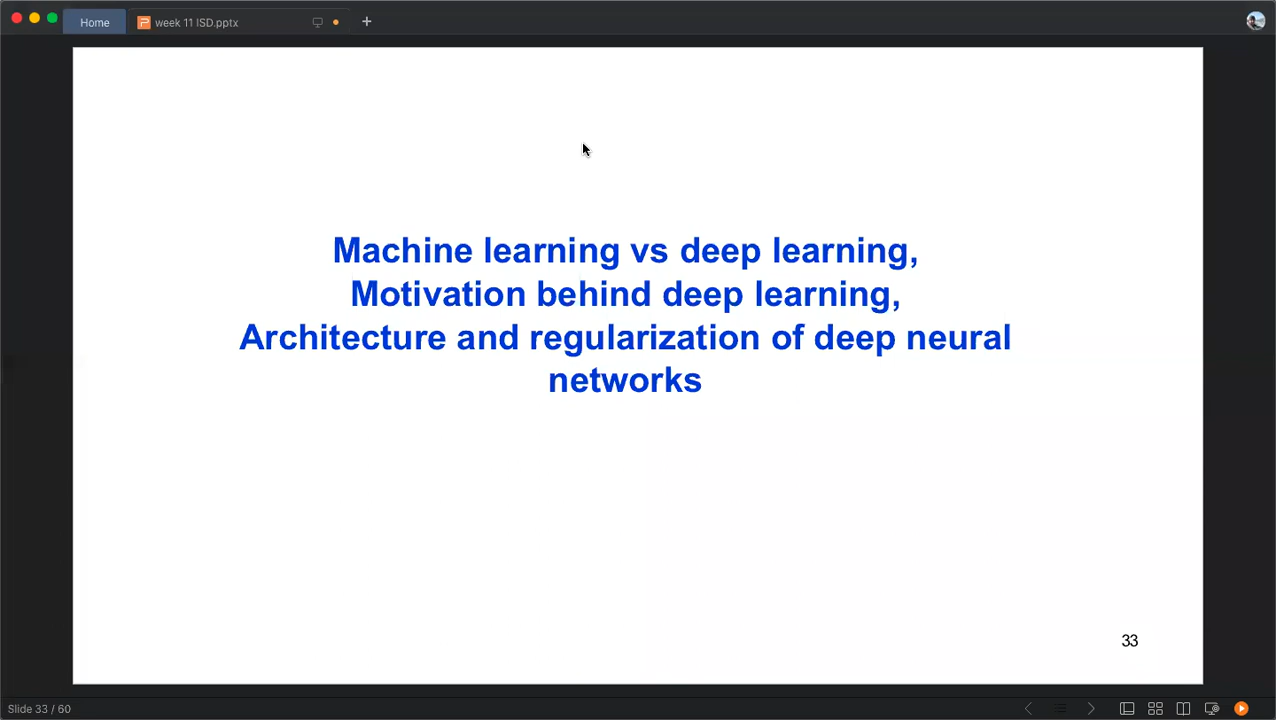 Home
week 11 ISD.pptx
Machine learning vs deep learning,
Motivation behind deep learning,
Architecture and regularization of deep neural
networks
33
Slide 33 / 60